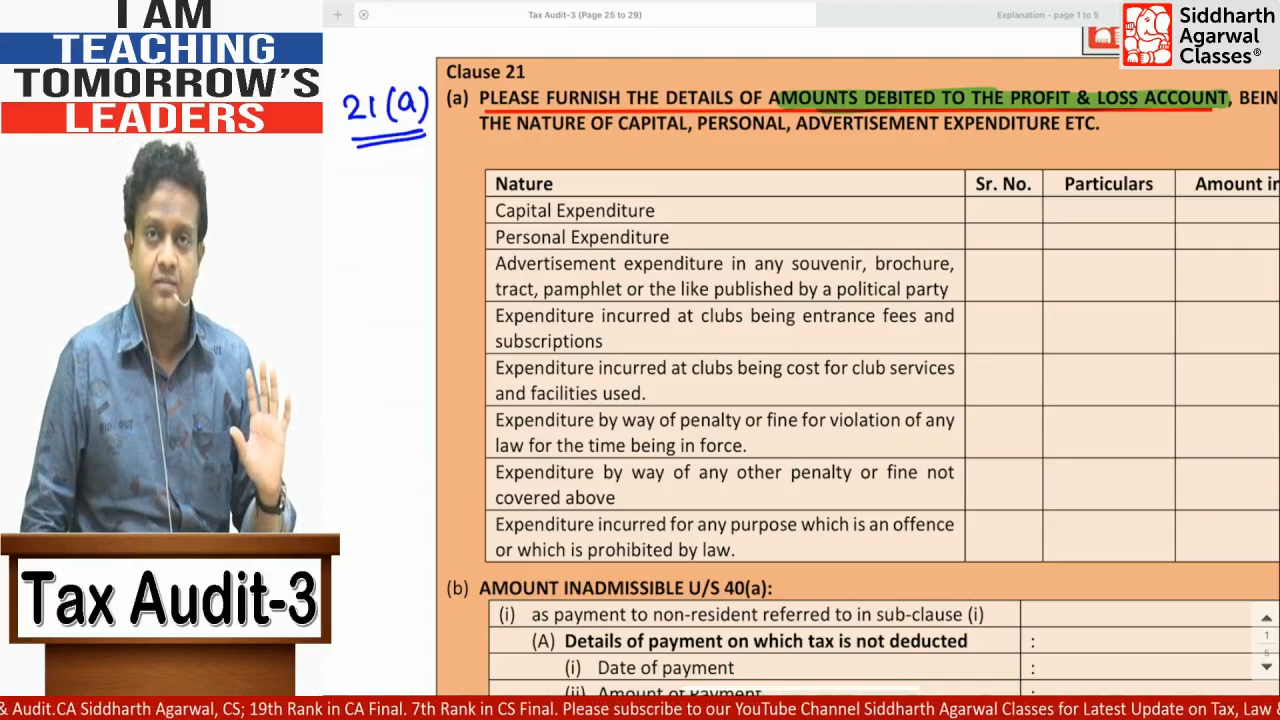 I AM
TEACHING
TOMORROW'S
LEADERS
Tax Audit-3 (Page 25 to 29)
Explanation - page 1 to 5
Siddharth
Agarwal
Classes®
21(a)
Clause 21
(a) PLEASE FURNISH THE DETAILS OF AMOUNTS DEBITED TO THE PROFIT & LOSS ACCOUNT, BEIN
THE NATURE OF CAPITAL, PERSONAL, ADVERTISEMENT EXPENDITURE ETC.
Nature Sr. No. Particulars Amount in
Capital Expenditure
Personal Expenditure
Advertisement expenditure in any souvenir, brochure,
tract, pamphlet or the like published by a political party
Expenditure incurred at clubs being entrance fees and
subscriptions
Expenditure incurred at clubs being cost for club services
and facilities used.
Expenditure by way of penalty or fine for violation of any
law for the time being in force.
Expenditure by way of any other penalty or fine not
covered above
Expenditure incurred for any purpose which is an offence
or which is prohibited by law.
(b) AMOUNT INADMISSIBLE U/S 40(a):
(i) as payment to non-resident referred to in sub-clause (i)
(A) Details of payment on which tax is not deducted :
(i) Date of payment :
(ii) Amount of Payment :
1
5
Tax Audit-3
& Audit.CA Siddharth Agarwal, CS; 19th Rank in CA Final. 7th Rank in CS Final. Please subscribe to our YouTube Channel Siddharth Agarwal Classes for Latest Update on Tax, Law &